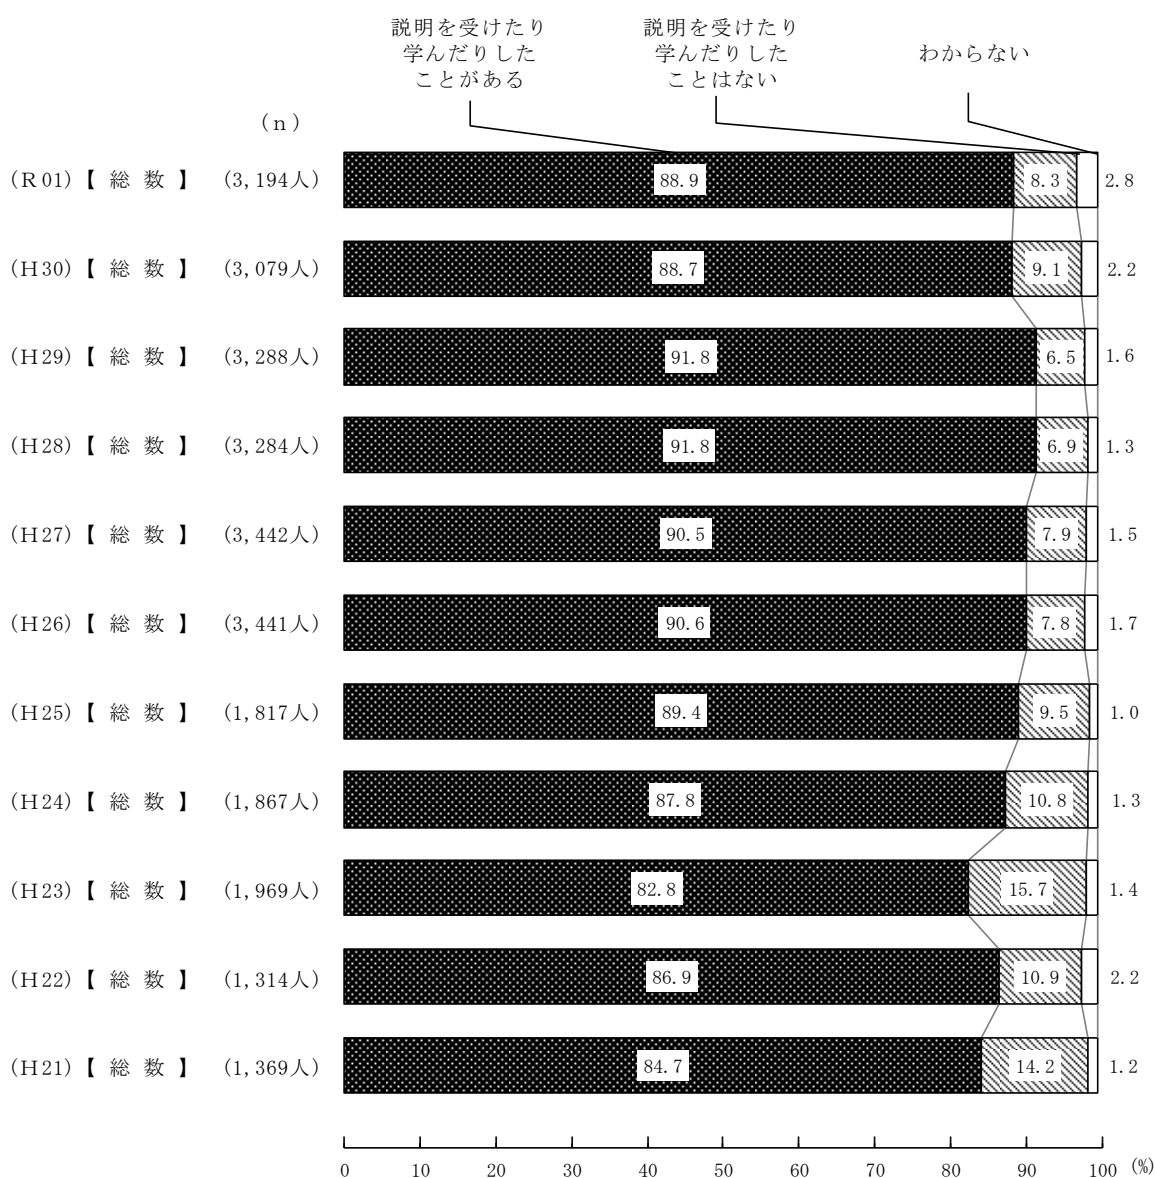 説明を受けたり
学んだりした
ことがある
説明を受けたり
学んだりした
ことはない
わからない
(n)
(R01)【 総 数 】 (3,194人) 88.9 8.3 2.8
(H30)【 総 数 】 (3,079人) 88.7 9.1 2.2
(H29)【 総 数 】 (3,288人) 91.8 6.5 1.6
(H28)【 総 数 】 (3,284人) 91.8 6.9 1.3
(H27)【 総 数 】 (3,442人) 90.5 7.9 1.5
(H26)【 総 数 】 (3,441人) 90.6 7.8 1.7
(H25)【 総 数 】 (1,817人) 89.4 9.5 1.0
(H24)【 総 数 】 (1,867人) 87.8 10.8 1.3
(H23)【 総 数 】 (1,969人) 82.8 15.7 1.4
(H22)【 総 数 】 (1,314人) 86.9 10.9 2.2
(H21)【 総 数 】 (1,369人) 84.7 14.2 1.2
0 10 20 30 40 50 60 70 80 90 100 (%)